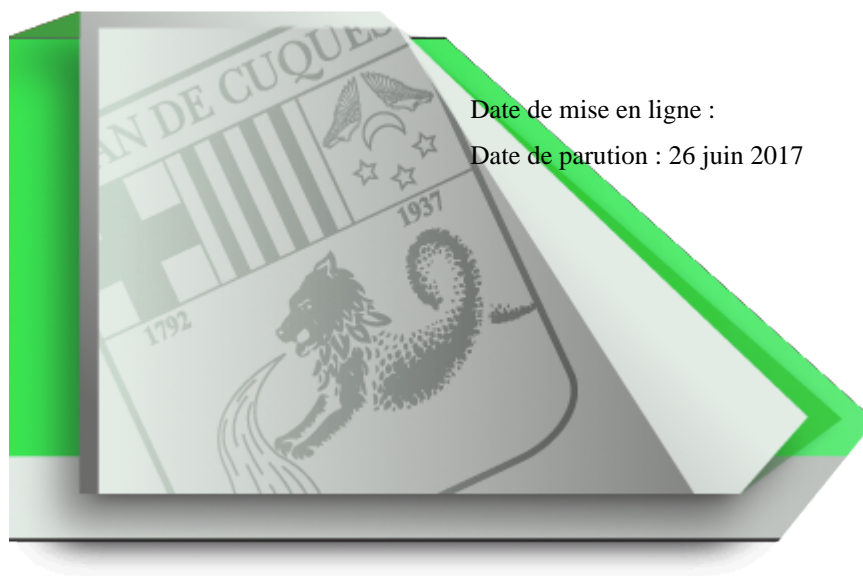 AN DE CUQUES
Date de mise en ligne :
Date de parution : 26 juin 2017
1937
1792